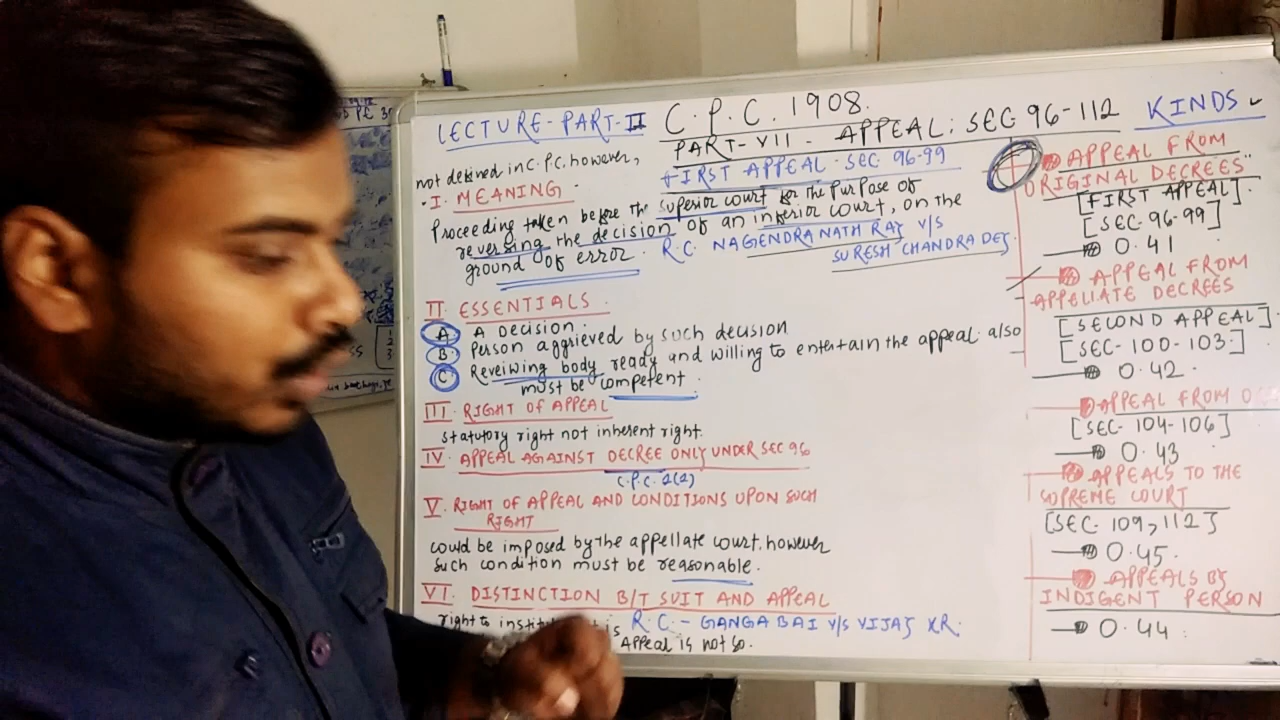 LECTURE-PART-II
C.P.C. 1908.
PART-VII - APPEAL: SEC 96-112
FIRST APPEAL - SEC. 96-99
not defined in C.P.C. however,
I. MEANING.
Proceeding taken before the superior court for the purpose of
reversing the decision of an inferior court, on the
ground of error. R.C. NAGENDRA NATH RAJ V/S
SURESH CHANDRA DEJ.
II ESSENTIALS.
A. A Decision.
B. Person aggrieved by such decision
C. Reveiwing body ready and willing to entertain the appeal also
must be competent.
III. RIGHT OF APPEAL
statutory right not inherent right.
IV. APPEAL AGAINST DECREE ONLY UNDER SEC 96
C.P.C. 2(2)
V. RIGHT OF APPEAL AND CONDITIONS UPON SUCH
RIGHT
could be imposed by the appellate court, however
such condition must be reasonable.
VI. DISTINCTION B/T SUIT AND APPEAL
right to
R.C. - GANGA BAI V/S VIJAJ KR.
Appeal is not so.
KINDS
APPEAL FROM
ORIGINAL DECREES"
[FIRST APPEAL].
[SEC-96-99]
O.41
APPEAL FROM
APPELLATE DECREES
[SECOND APPEAL]
[SEC-100-103]
O.42.
APPEAL FROM
[SEC-104-106]
O.43
APPEALS TO THE
SUPREME COURT
[SEC. 109, 112]
O.45.
APPEALS BY
INDIGENT PERSON
O.44.